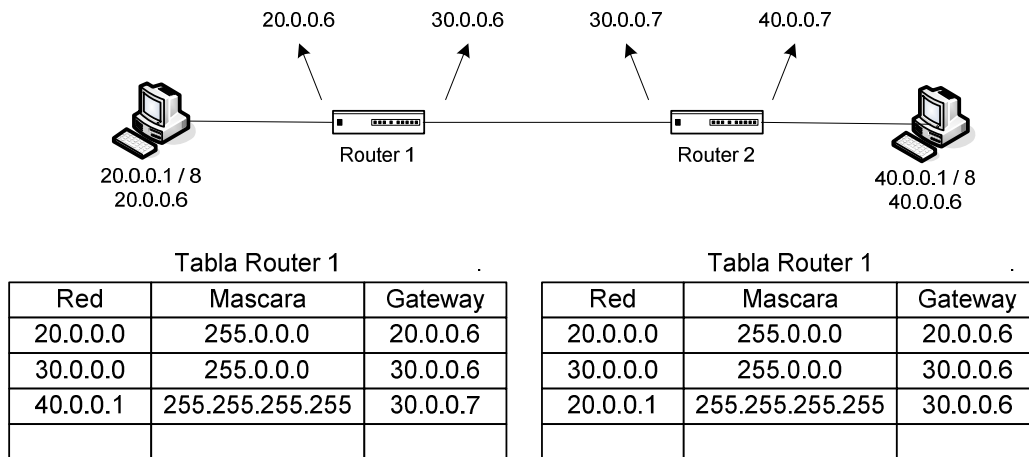 20.0.0.6 30.0.0.6 30.0.0.7 40.0.0.7
Router 1 Router 2
20.0.0.1 / 8
20.0.0.6
40.0.0.1 / 8
40.0.0.6
Tabla Router 1 .
Red Mascara Gateway.
20.0.0.0 255.0.0.0 20.0.0.6
30.0.0.0 255.0.0.0 30.0.0.6
40.0.0.1 255.255.255.255 30.0.0.7
Tabla Router 1 .
Red Mascara Gateway.
20.0.0.0 255.0.0.0 20.0.0.6
30.0.0.0 255.0.0.0 30.0.0.6
20.0.0.1 255.255.255.255 30.0.0.6